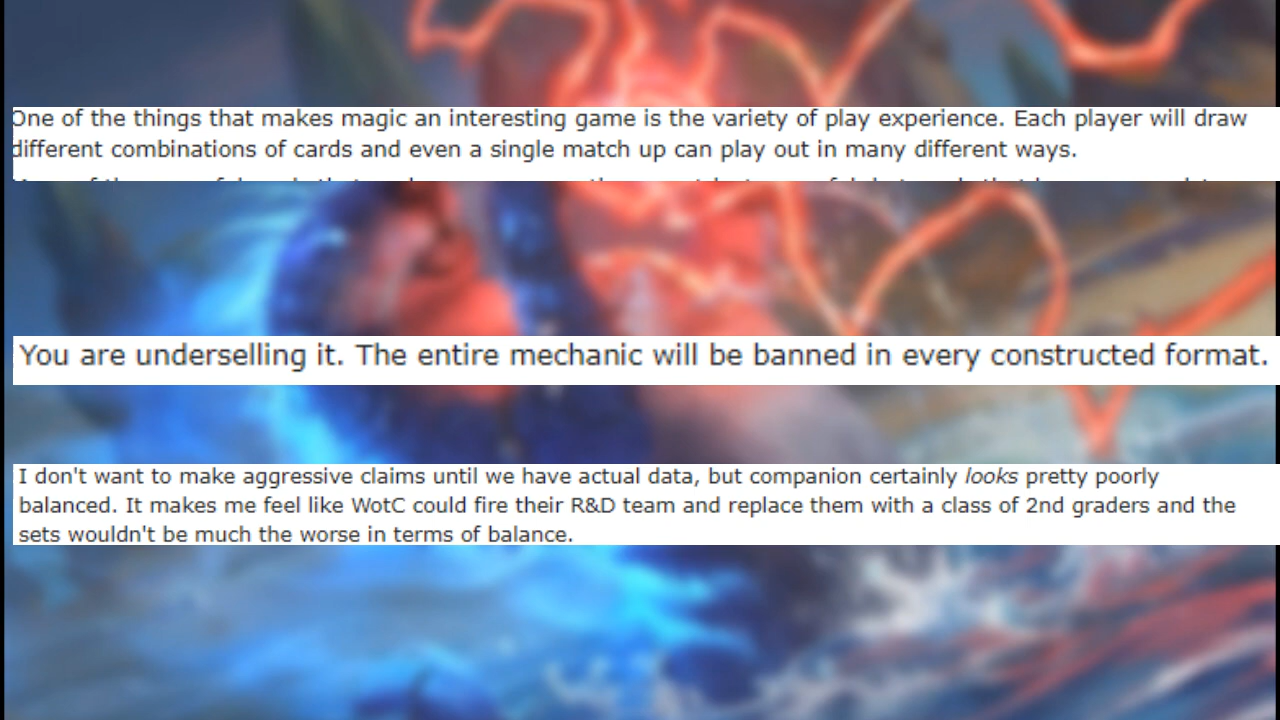 One of the things that makes magic an interesting game is the variety of play experience. Each player will draw
different combinations of cards and even a single match up can play out in many different ways.
You are underselling it. The entire mechanic will be banned in every constructed format.
I don't want to make aggressive claims until we have actual data, but companion certainly looks pretty poorly
balanced. It makes me feel like WotC could fire their R&D team and replace them with a class of 2nd graders and the
sets wouldn't be much the worse in terms of balance.